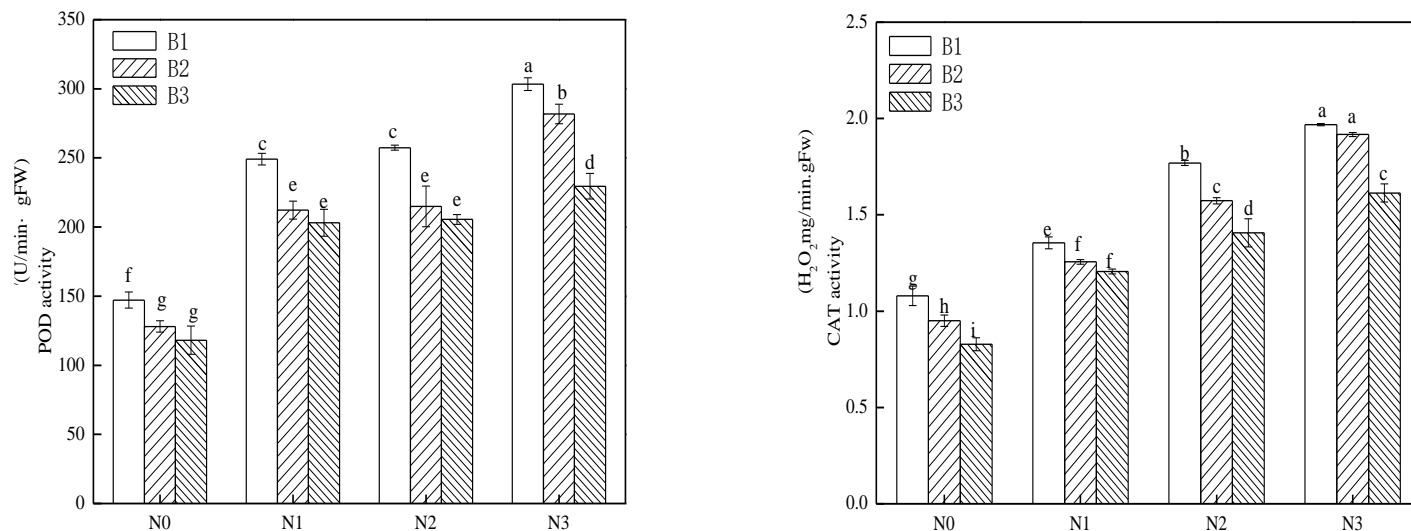 350
300
250
200
150
100
50
0
(U/min· gFW)
POD activity
B1
B2
B3
f
g
g
c
e
e
c
e
e
a
b
d
N0 N1 N2 N3
2.5
2.0
1.5
1.0
0.5
0.0
(H₂O₂mg/min.gFw)
CAT activity
B1
B2
B3
g
h
i
e
f
f
b
c
d
a
a
c
N0 N1 N2 N3